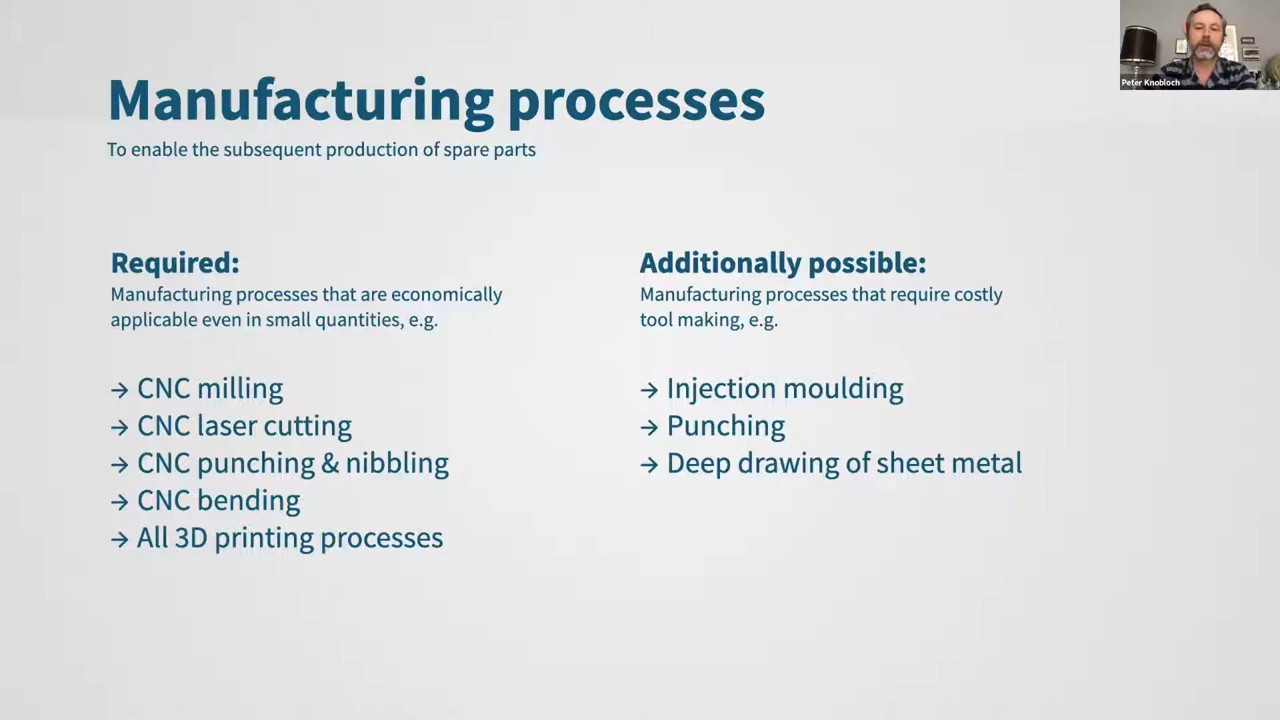 Manufacturing processes
To enable the subsequent production of spare parts
Required:
Manufacturing processes that are economically
applicable even in small quantities, e.g.
→ CNC milling
→ CNC laser cutting
→ CNC punching & nibbling
→ CNC bending
→ All 3D printing processes
Additionally possible:
Manufacturing processes that require costly
tool making, e.g.
→ Injection moulding
→ Punching
→ Deep drawing of sheet metal
Peter Knobloch